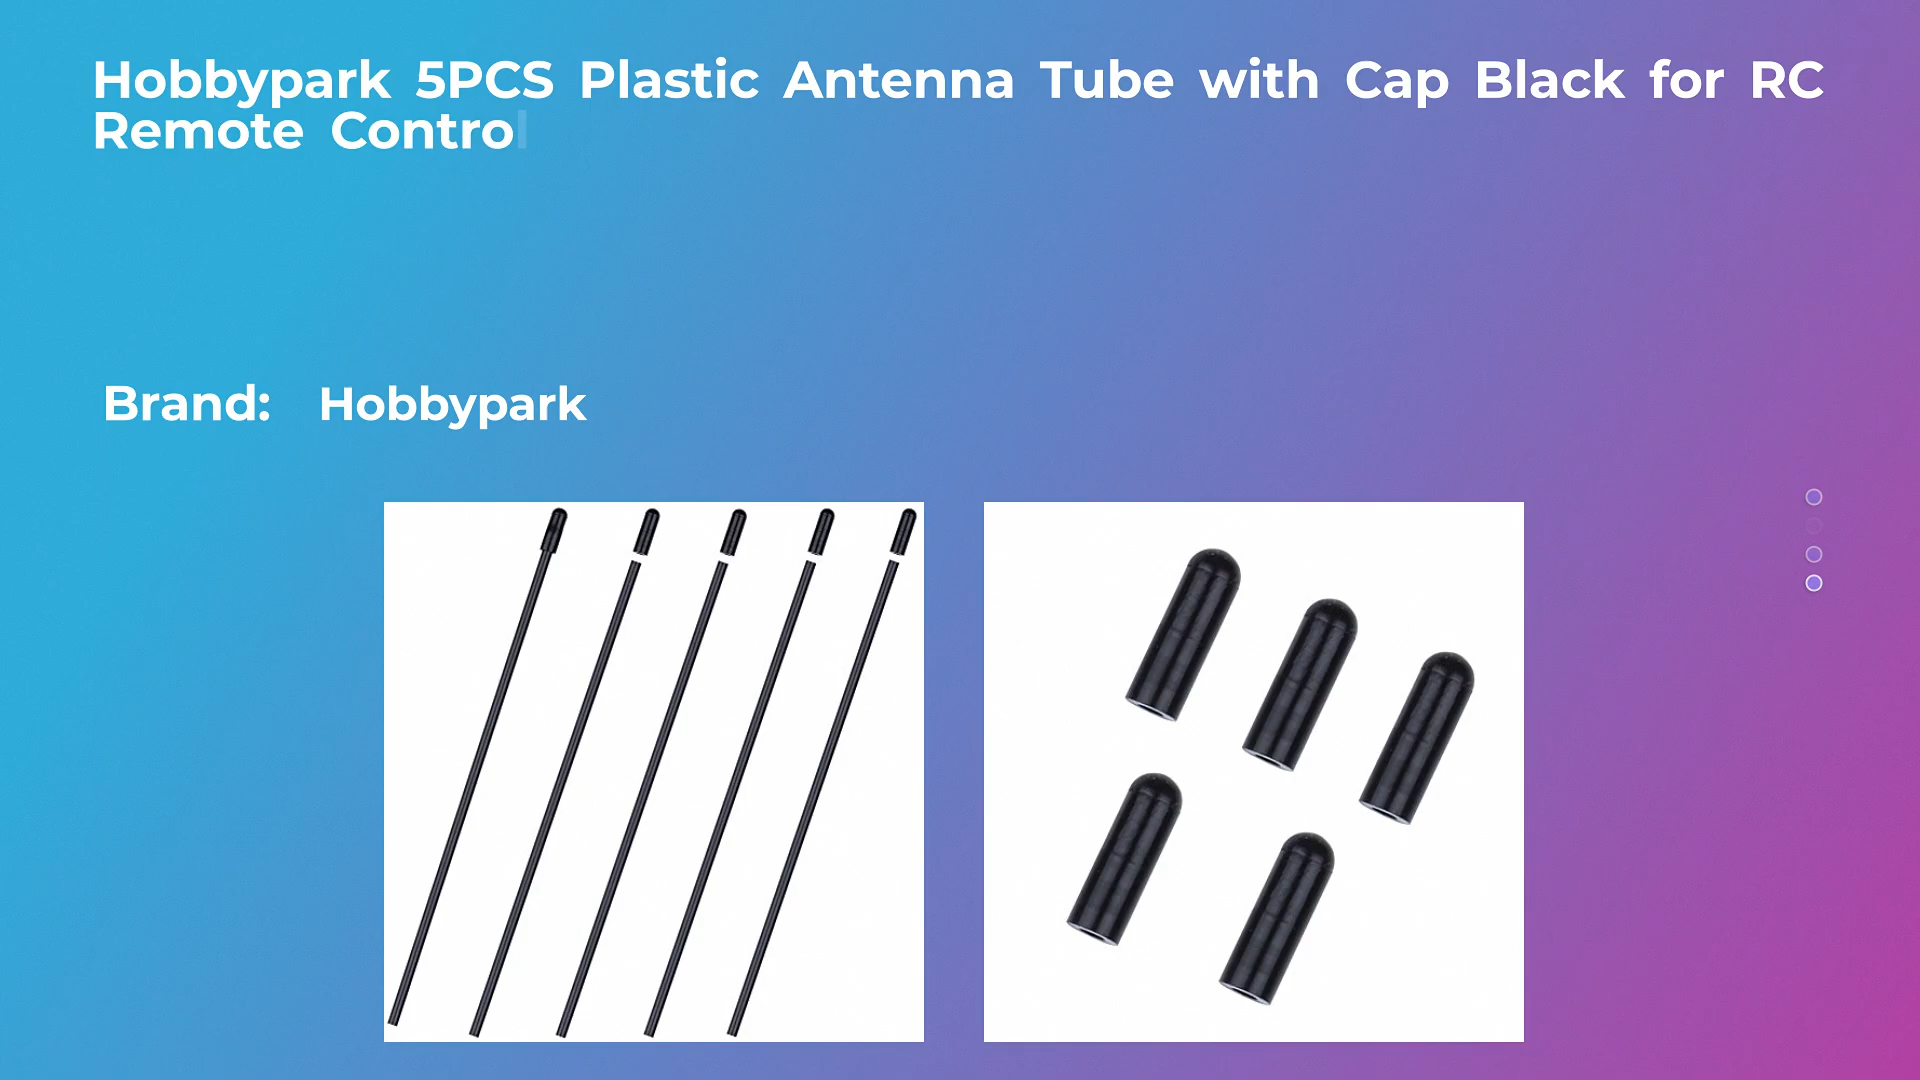 Hobbypark 5PCS Plastic Antenna Tube with Cap Black for RC
Remote Control
Brand: Hobbypark